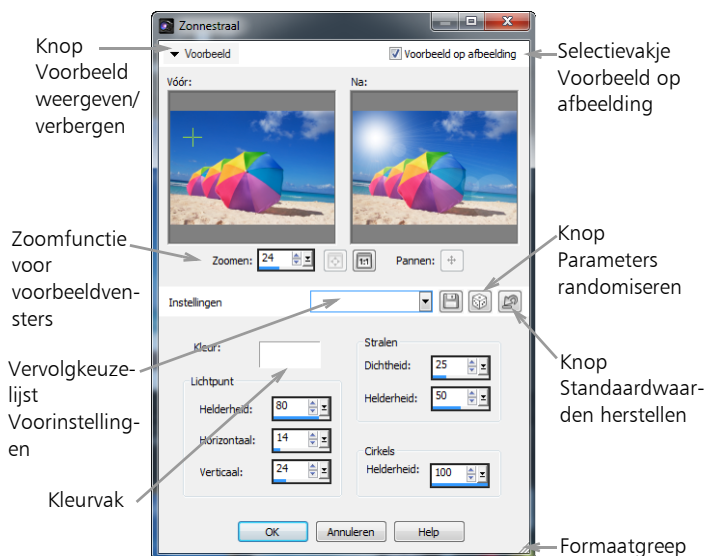 Zonnestraal
Knop
Voorbeeld
weergeven/
verbergen
Voorbeeld
Voorbeeld op afbeelding
Selectievakje
Voorbeeld op
afbeelding
Vóór:
Na:
Zoomfunctie
voor
voorbeeldven-
sters
Zoomen: 24
1:1
Pannen:
Knop
Parameters
randomiseren
Instellingen
Vervolgkeuze-
lijst
Voorinstelling-
en
Kleur:
Lichtpunt
Helderheid: 80
Horizontaal: 14
Verticaal: 24
Stralen
Dichtheid: 25
Helderheid: 50
Cirkels
Helderheid: 100
Knop
Standaardwaar-
den herstellen
Kleurvak
OK
Annuleren
Help
Formaatgreep